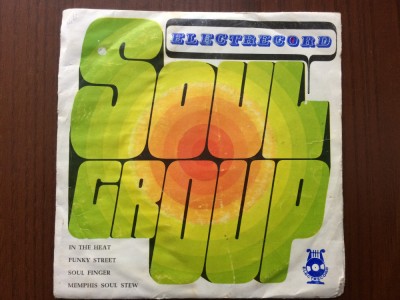 ELECTRECORD
SOUL
GROUP
IN THE HEAT
FUNKY STREET
SOUL FINGER
MEMPHIS SOUL STEW